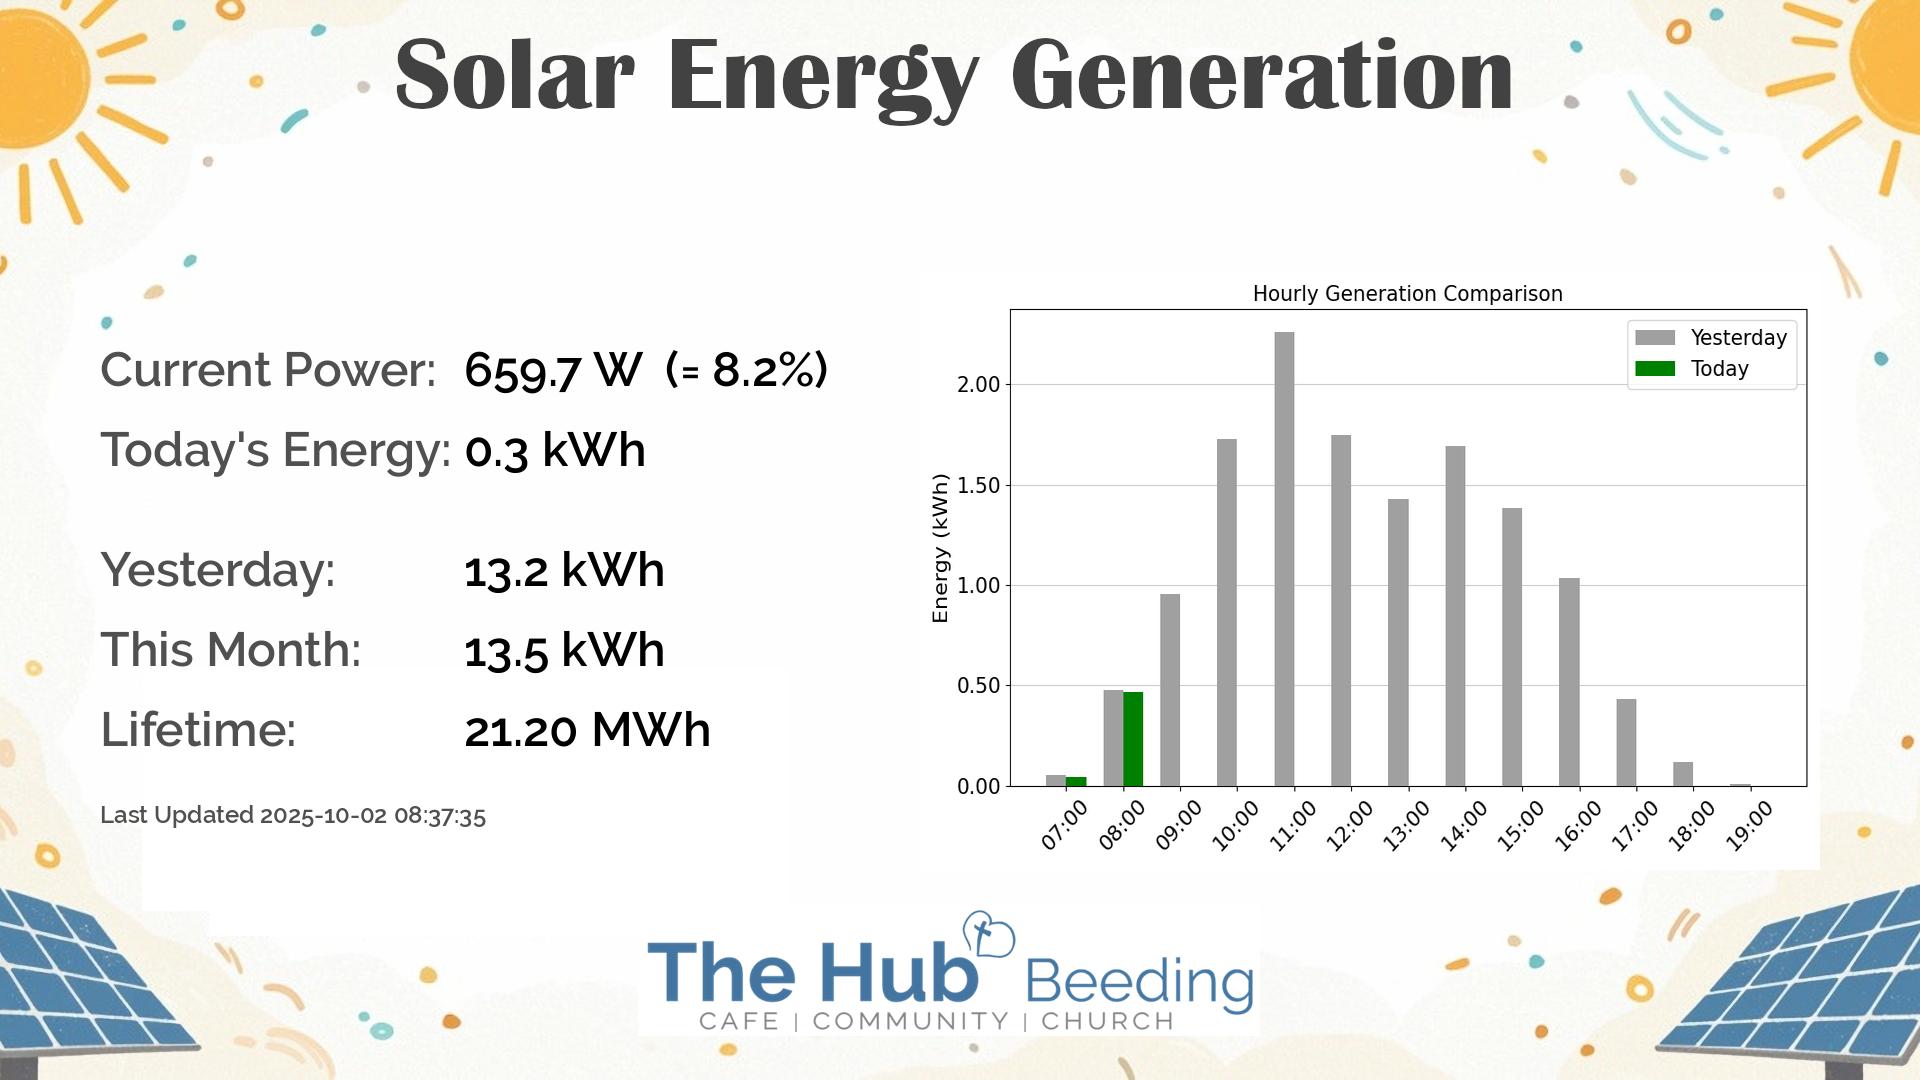 Solar Energy Generation
Current Power: 659.7 W (= 8.2%)
Today's Energy: 0.3 kWh
Yesterday: 13.2 kWh
This Month: 13.5 kWh
Lifetime: 21.20 MWh
Last Updated 2025-10-02 08:37:35
Hourly Generation Comparison
Yesterday
Today
Energy (kWh)
2.00
1.50
1.00
0.50
0.00
07:00 08:00 09:00 10:00 11:00 12:00 13:00 14:00 15:00 16:00 17:00 18:00 19:00
The Hub Beeding
CAFE | COMMUNITY | CHURCH